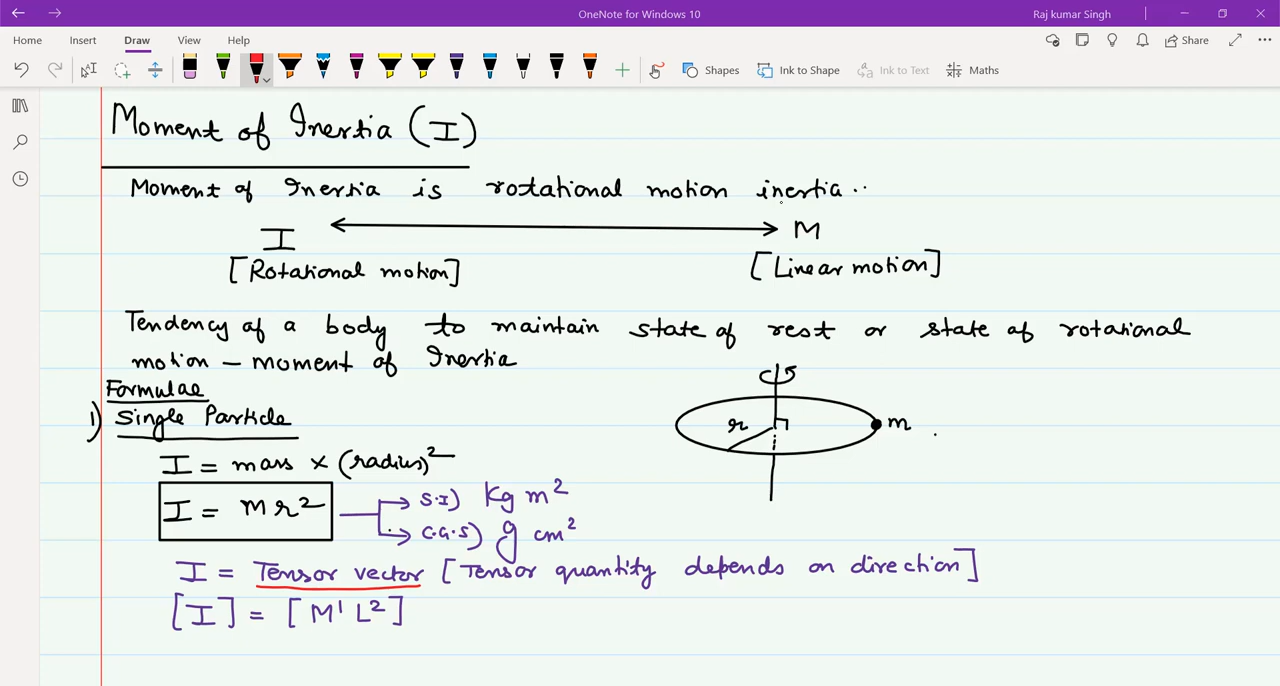 OneNote for Windows 10
Raj kumar Singh
Home Insert Draw View Help
Share
Shapes Ink to Shape Ink to Text Maths
Moment of Inertia (I)
Moment of Inertia is rotational motion inertia..
I M
[Rotational motion] [Linear motion]
Tendency of a body to maintain state of rest or state of rotational
motion – moment of Inertia
Formulae
1) Single Particle
r m
I = mass × (radius)²
I = mr²
S.I) Kg m²
C.G.S) g cm²
I = Tensor vector [Tensor quantity depends on direction]
[I] = [M¹ L²]